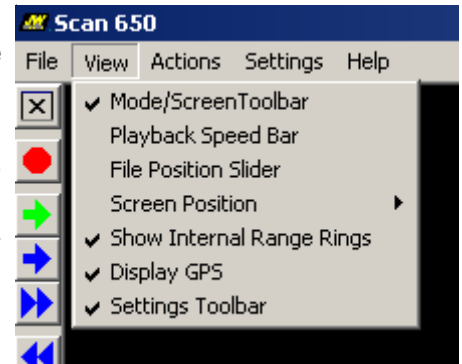 Scan 650
File View Actions Settings Help
Mode/ScreenToolbar
Playback Speed Bar
File Position Slider
Screen Position
Show Internal Range Rings
Display GPS
Settings Toolbar